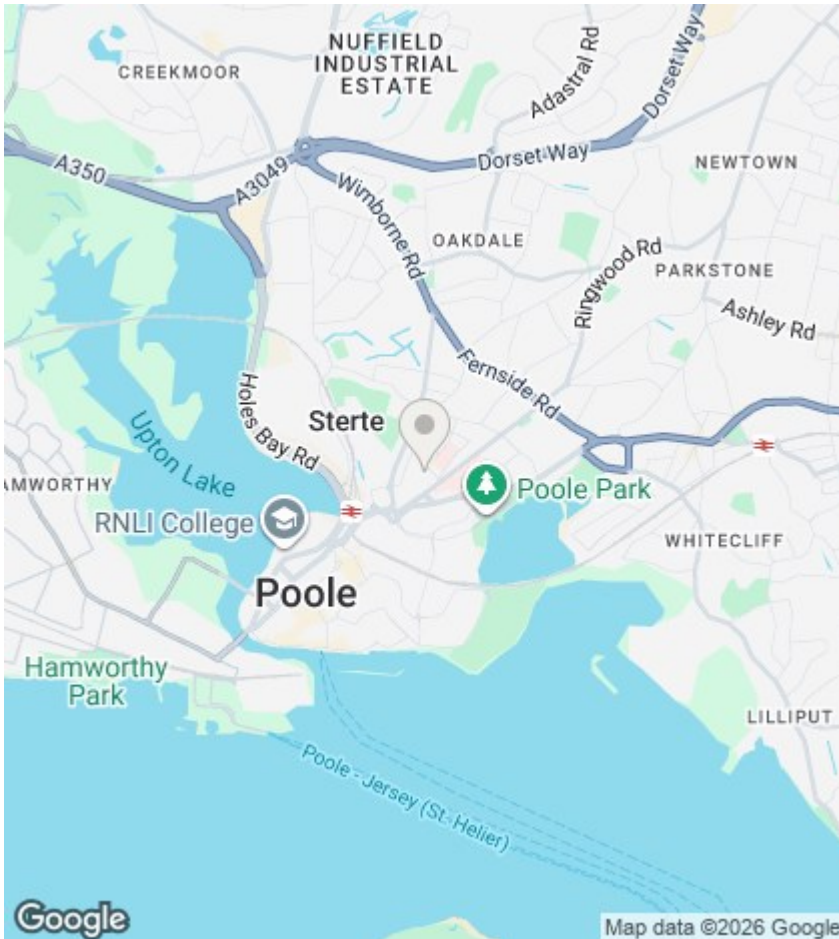 NUFFIELD
INDUSTRIAL
ESTATE
CREEKMOOR
Adastral Rd
Dorset Way
A350
A3049
Dorset Way
NEWTOWN
Wimborne Rd
OAKDALE
Ringwood Rd
PARKSTONE
Ashley Rd
Holes Bay Rd
Fernside Rd
Sterte
Upton Lake
AMWORTHY
Poole Park
RNLI College
WHITECLIFF
Poole
Hamworthy
Park
LILLIPUT
Poole - Jersey (St. Helier)
Google
Map data ©2026 Google